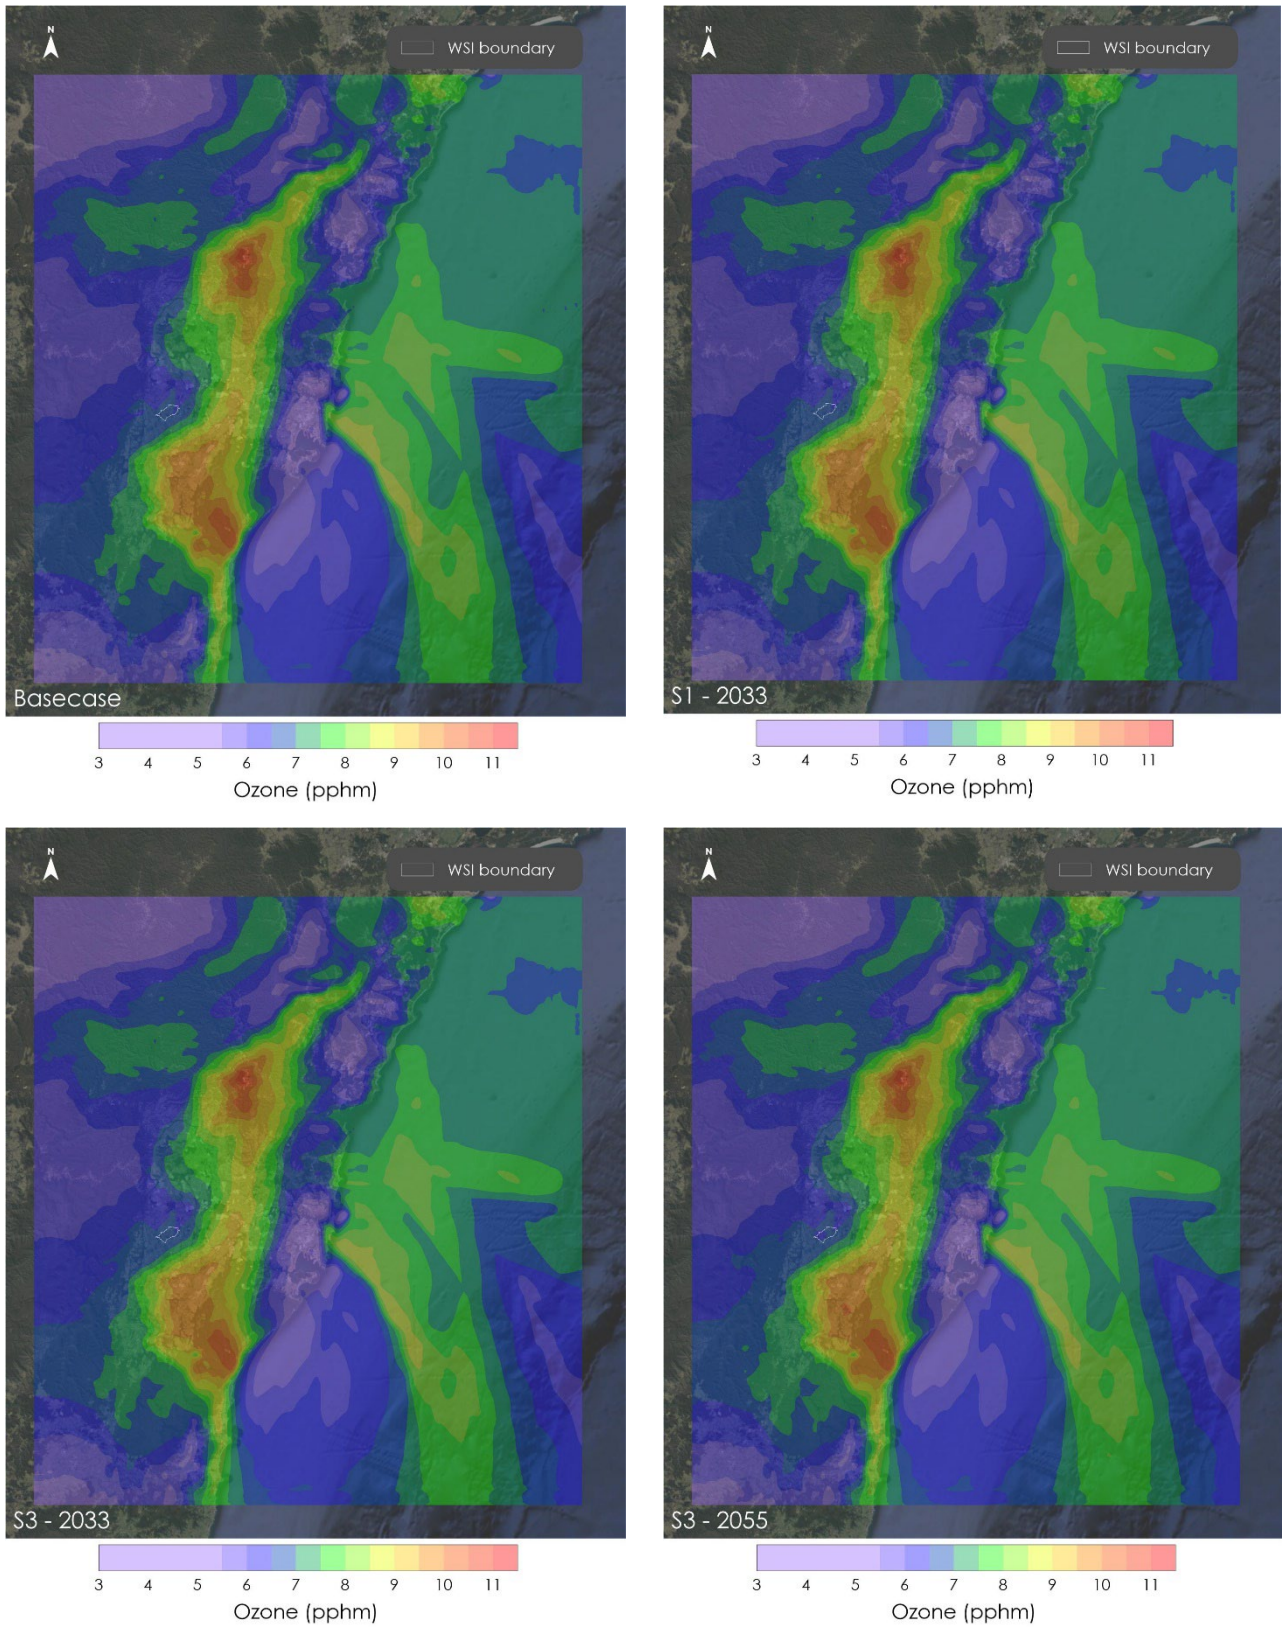 N
WSI boundary
Basecase
3 4 5 6 7 8 9 10 11
Ozone (pphm)
N
WSI boundary
S1 - 2033
3 4 5 6 7 8 9 10 11
Ozone (pphm)
N
WSI boundary
S3 - 2033
3 4 5 6 7 8 9 10 11
Ozone (pphm)
N
WSI boundary
S3 - 2055
3 4 5 6 7 8 9 10 11
Ozone (pphm)